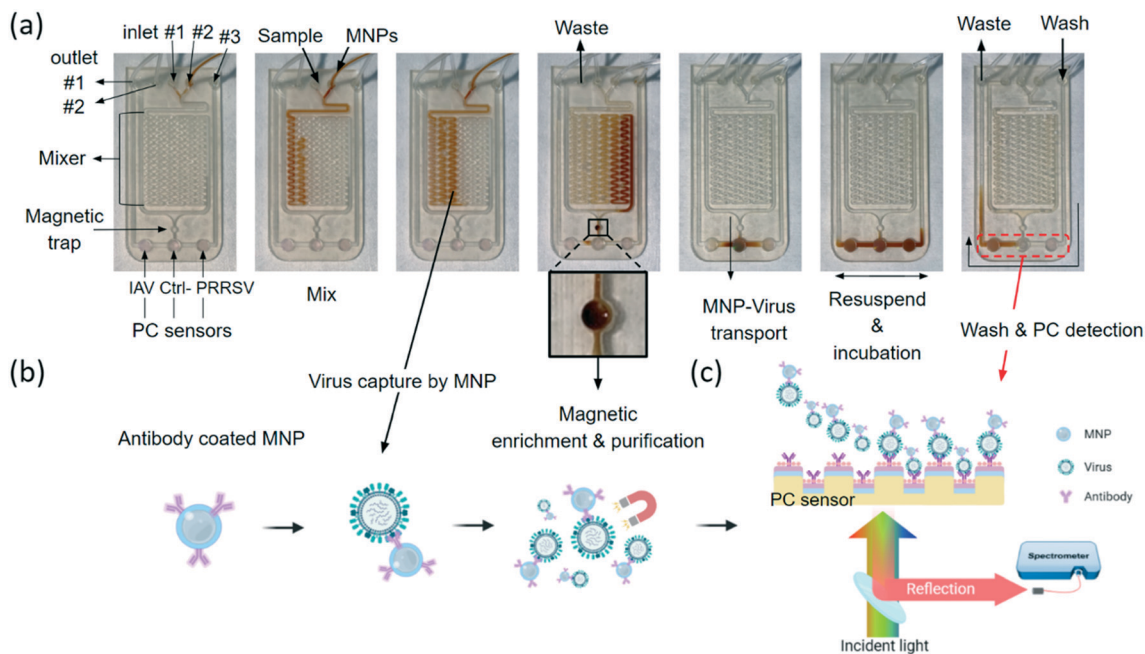 (a)
inlet #1 #2 #3
outlet
#1
#2
Mixer
Magnetic
trap
IAV Ctrl- PRRSV
PC sensors
Sample
MNPs
Mix
Waste
MNP-Virus
transport
Resuspend
&
incubation
Waste
Wash
Wash & PC detection
(b)
Virus capture by MNP
Antibody coated MNP
Magnetic
enrichment & purification
(c)
MNP
Virus
Antibody
PC sensor
Spectrometer
Reflection
Incident light